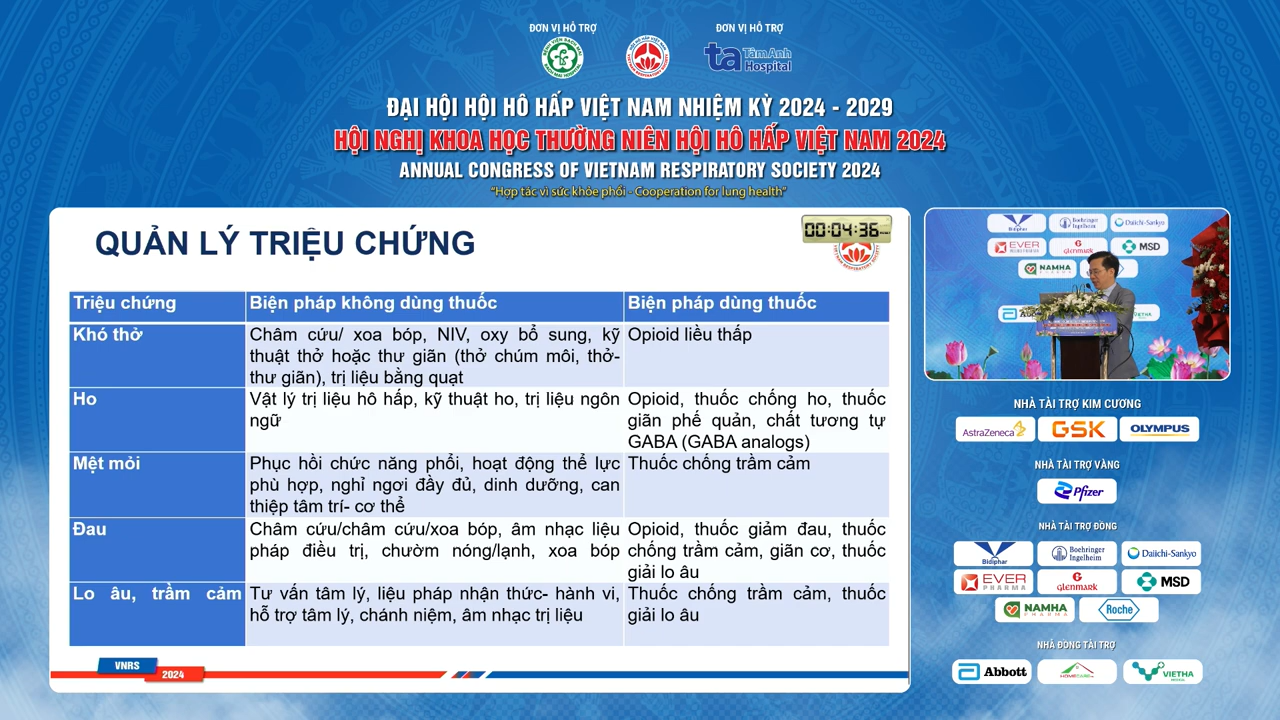 ĐƠN VỊ HỖ TRỢ
ĐƠN VỊ HỖ TRỢ
TâmAnh
Hospital
ĐẠI HỘI HỘI HÔ HẤP VIỆT NAM NHIỆM KỲ 2024 - 2029
HỘI NGHỊ KHOA HỌC THƯỜNG NIÊN HỘI HÔ HẤP VIỆT NAM 2024
ANNUAL CONGRESS OF VIETNAM RESPIRATORY SOCIETY 2024
"Hợp tác vì sức khỏe phổi - Cooperation for lung health"
QUẢN LÝ TRIỆU CHỨNG
00:04:36
Triệu chứng
Biện pháp không dùng thuốc
Biện pháp dùng thuốc
Khó thở
Châm cứu/ xoa bóp, NIV, oxy bổ sung, kỹ
thuật thở hoặc thư giãn (thở chúm môi, thở-
thư giãn), trị liệu bằng quạt
Opioid liều thấp
Ho
Vật lý trị liệu hô hấp, kỹ thuật ho, trị liệu ngôn
ngữ
Opioid, thuốc chống ho, thuốc
giãn phế quản, chất tương tự
GABA (GABA analogs)
Mệt mỏi
Phục hồi chức năng phổi, hoạt động thể lực
phù hợp, nghỉ ngơi đầy đủ, dinh dưỡng, can
thiệp tâm trí- cơ thể
Thuốc chống trầm cảm
Đau
Châm cứu/châm cứu/xoa bóp, âm nhạc liệu
pháp điều trị, chườm nóng/lạnh, xoa bóp
Opioid, thuốc giảm đau, thuốc
chống trầm cảm, giãn cơ, thuốc
giải lo âu
Lo âu, trầm cảm
Tư vấn tâm lý, liệu pháp nhận thức- hành vi,
hỗ trợ tâm lý, chánh niệm, âm nhạc trị liệu
Thuốc chống trầm cảm, thuốc
giải lo âu
VNRS
2024
Bidiphar
Boehringer
Ingelheim
Daiichi-Sankyo
EVER
Glenmark
MSD
NAMHA
NHÀ TÀI TRỢ KIM CƯƠNG
AstraZeneca
GSK
OLYMPUS
NHÀ TÀI TRỢ VÀNG
Pfizer
NHÀ TÀI TRỢ ĐỒNG
Bidiphar
Boehringer
Ingelheim
Daiichi-Sankyo
EVER
PHARMA
Glenmark
MSD
NAMHA
PHARMA
Roche
NHÀ ĐỒNG TÀI TRỢ
Abbott
HOMECARE
VIETHA